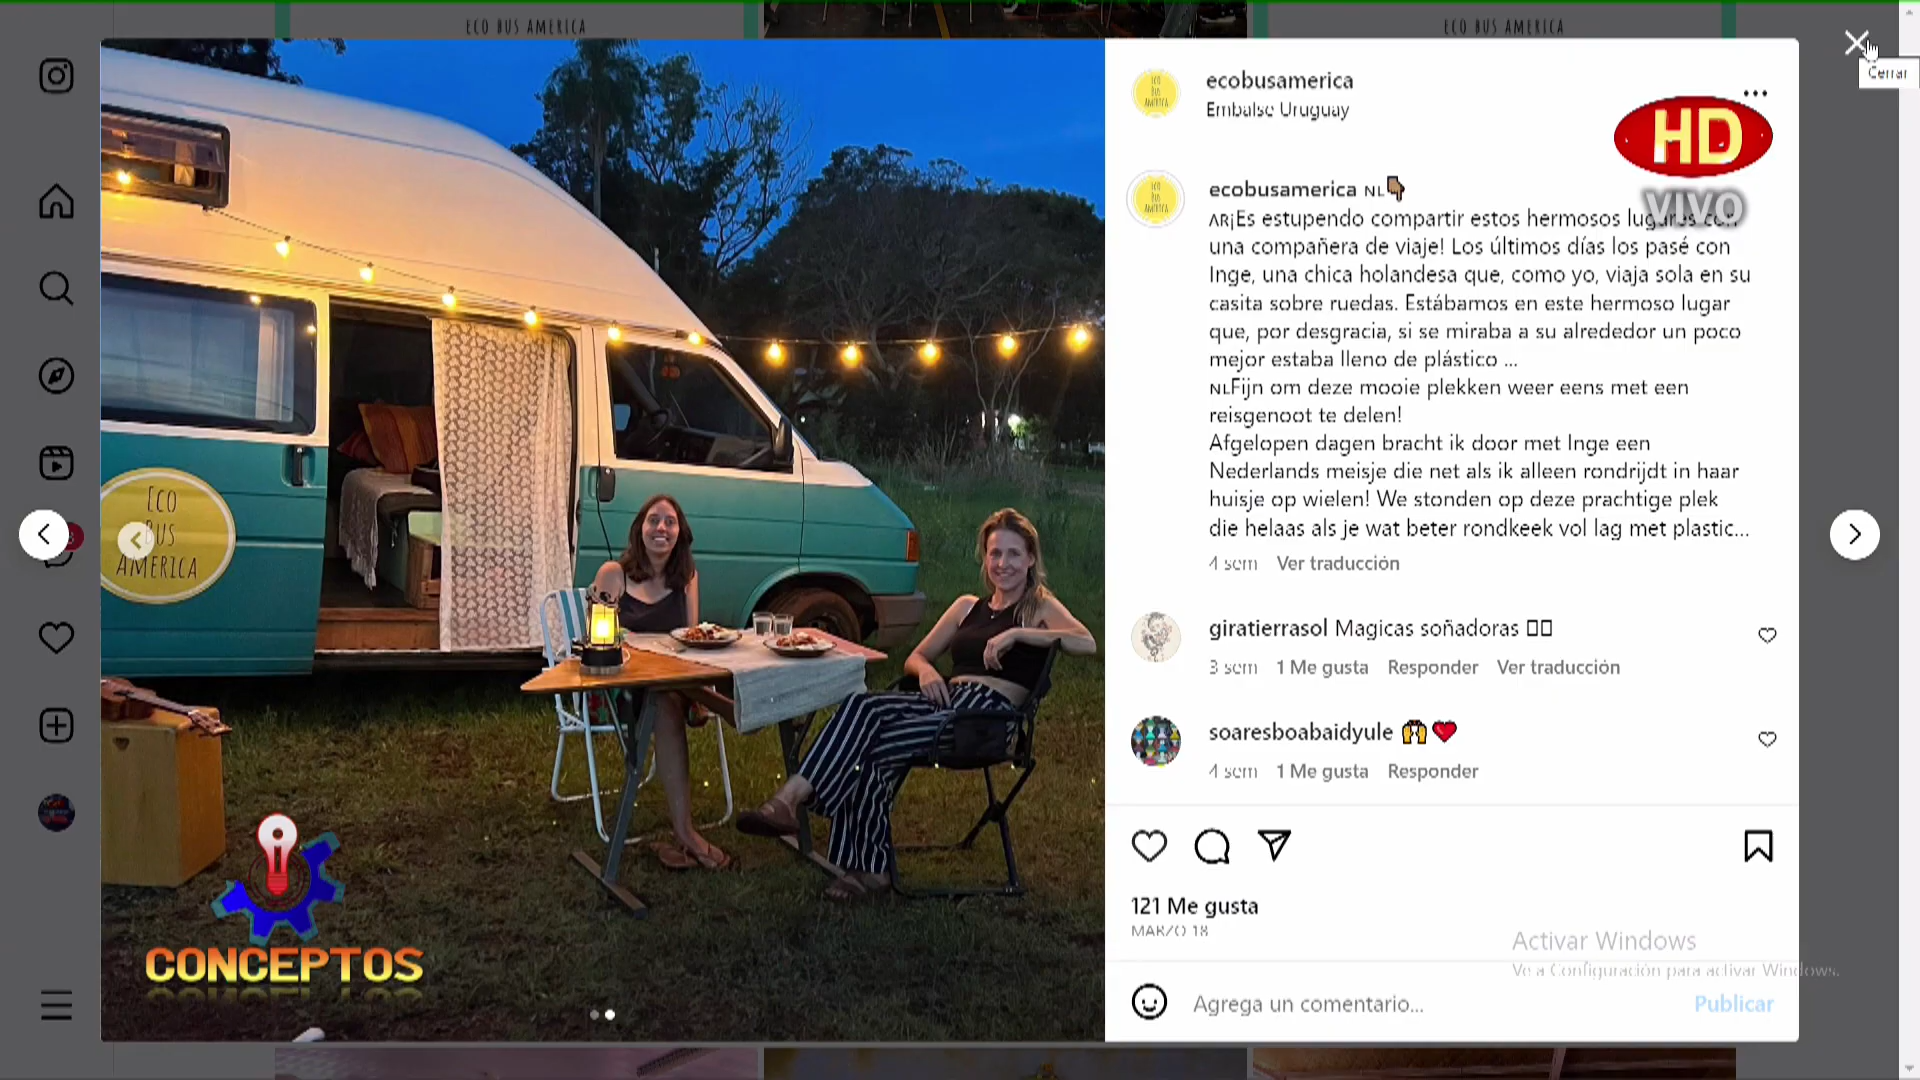 ECO BUS AMERICA
ECO BUS AMERICA
Cerrar
ecobusamerica
Embalse Uruguay
HD
VIVO
ecobusamerica NL👇🏾
AR¡Es estupendo compartir estos hermosos lugares con
una compañera de viaje! Los últimos días los pasé con
Inge, una chica holandesa que, como yo, viaja sola en su
casita sobre ruedas. Estábamos en este hermoso lugar
que, por desgracia, si se miraba a su alrededor un poco
mejor estaba lleno de plástico ...
NLFijn om deze mooie plekken weer eens met een
reisgenoot te delen!
Afgelopen dagen bracht ik door met Inge een
Nederlands meisje die net als ik alleen rondrijdt in haar
huisje op wielen! We stonden op deze prachtige plek
die helaas als je wat beter rondkeek vol lag met plastic...
4 sem Ver traducción
giratierrasol Magicas soñadoras
3 sem 1 Me gusta Responder Ver traducción
soaresboabaidyule 🙌❤️
4 sem 1 Me gusta Responder
121 Me gusta
MARZO 18
Activar Windows
Ve a Configuración para activar Windows.
Agrega un comentario...
Publicar
ECO
BUS
AMERICA
CONCEPTOS
ECO
BUS
AMERICA
ECO
BUS
AMERICA